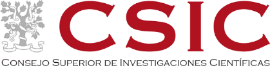 CSIC
CONSEJO SUPERIOR DE INVESTIGACIONES CIENTÍFICAS